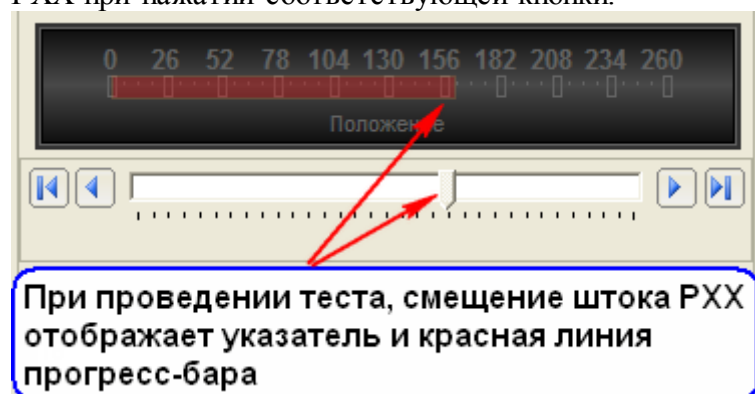 РХХ при нажатии соответствующей кнопки.
0 26 52 78 104 130 156 182 208 234 260
Положение
При проведении теста, смещение штока РХХ
отображает указатель и красная линия
прогресс-бара